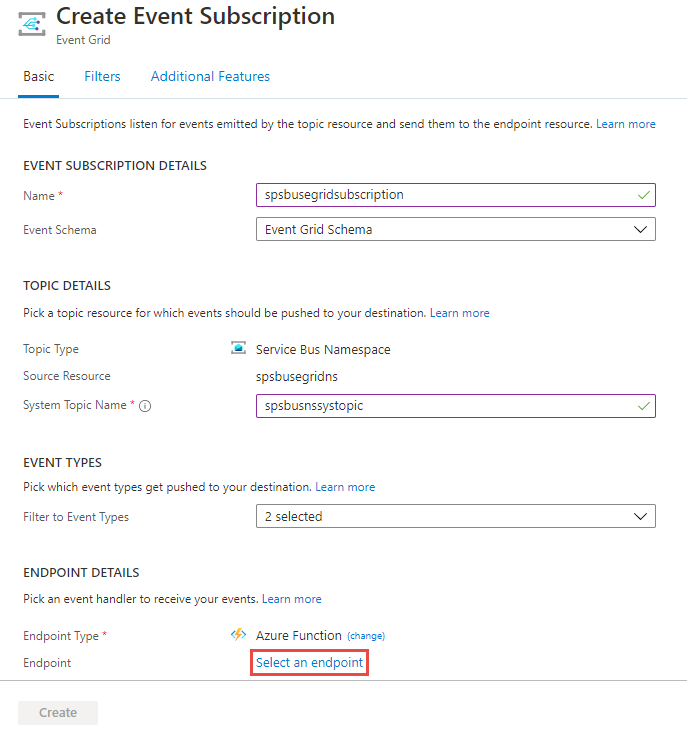 Create Event Subscription
Event Grid
Basic Filters Additional Features
Event Subscriptions listen for events emitted by the topic resource and send them to the endpoint resource. Learn more
EVENT SUBSCRIPTION DETAILS
Name * spsbusegridsubscription
Event Schema Event Grid Schema
TOPIC DETAILS
Pick a topic resource for which events should be pushed to your destination. Learn more
Topic Type Service Bus Namespace
Source Resource spsbusegridns
System Topic Name * spsbusnssystopic
EVENT TYPES
Pick which event types get pushed to your destination. Learn more
Filter to Event Types 2 selected
ENDPOINT DETAILS
Pick an event handler to receive your events. Learn more
Endpoint Type * Azure Function (change)
Endpoint Select an endpoint
Create